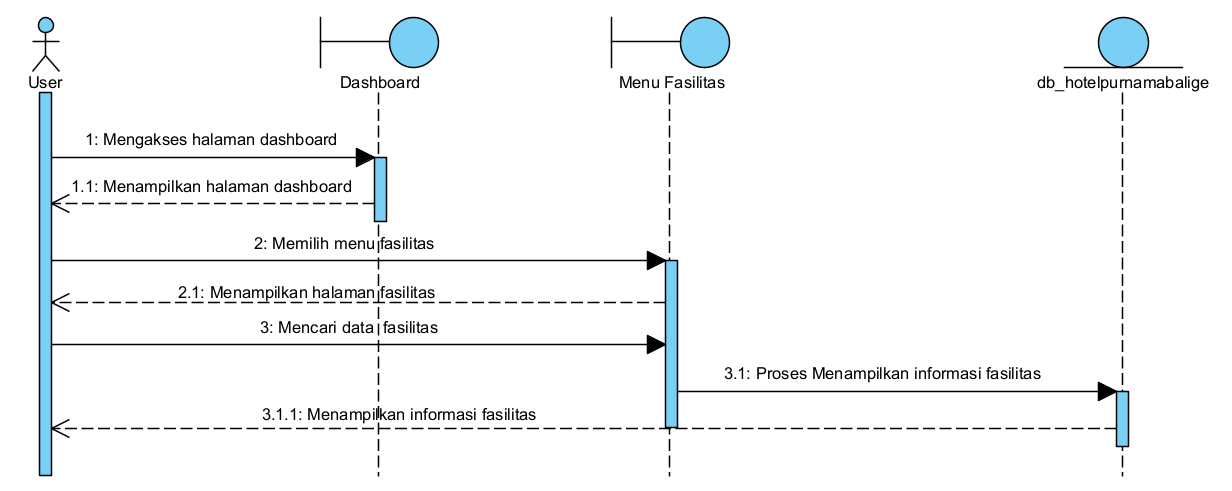 User
Dashboard
Menu Fasilitas
db_hotelpurnamabalige
1: Mengakses halaman dashboard
1.1: Menampilkan halaman dashboard
2: Memilih menu fasilitas
2.1: Menampilkan halaman fasilitas
3: Mencari data fasilitas
3.1: Proses Menampilkan informasi fasilitas
3.1.1: Menampilkan informasi fasilitas